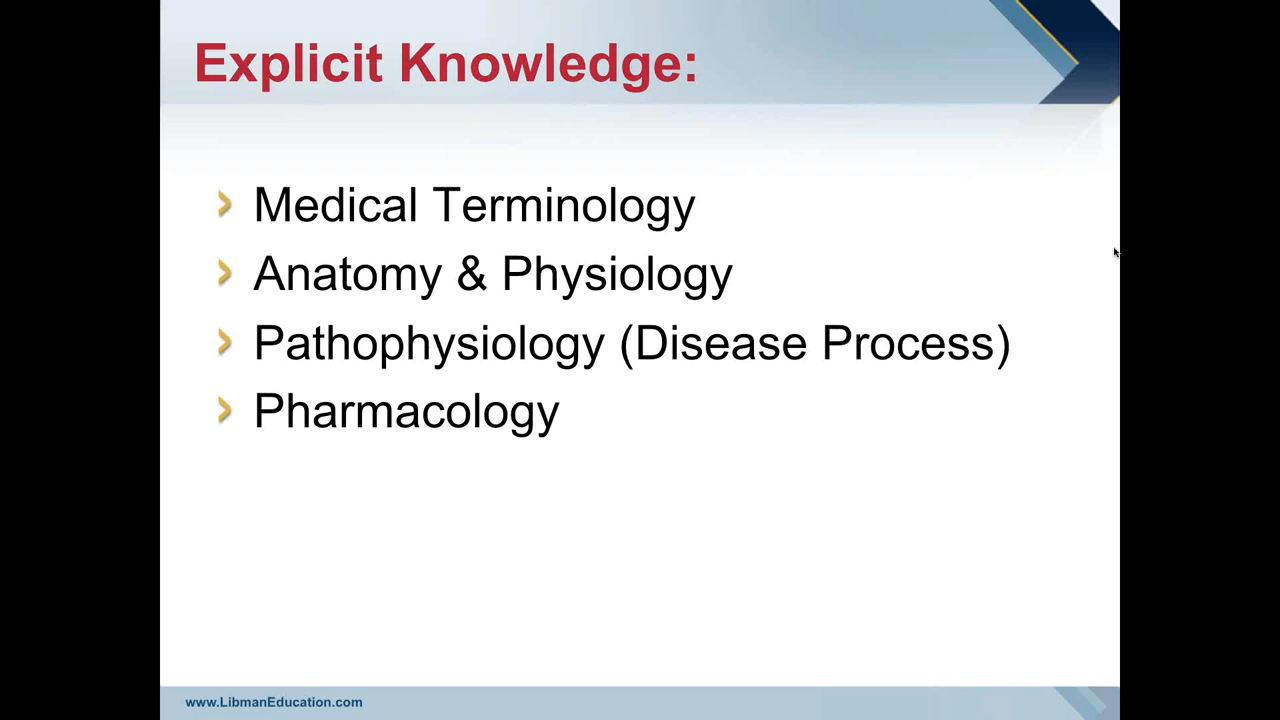 Explicit Knowledge:
Medical Terminology
Anatomy & Physiology
Pathophysiology (Disease Process)
Pharmacology
www.LibmanEducation.com